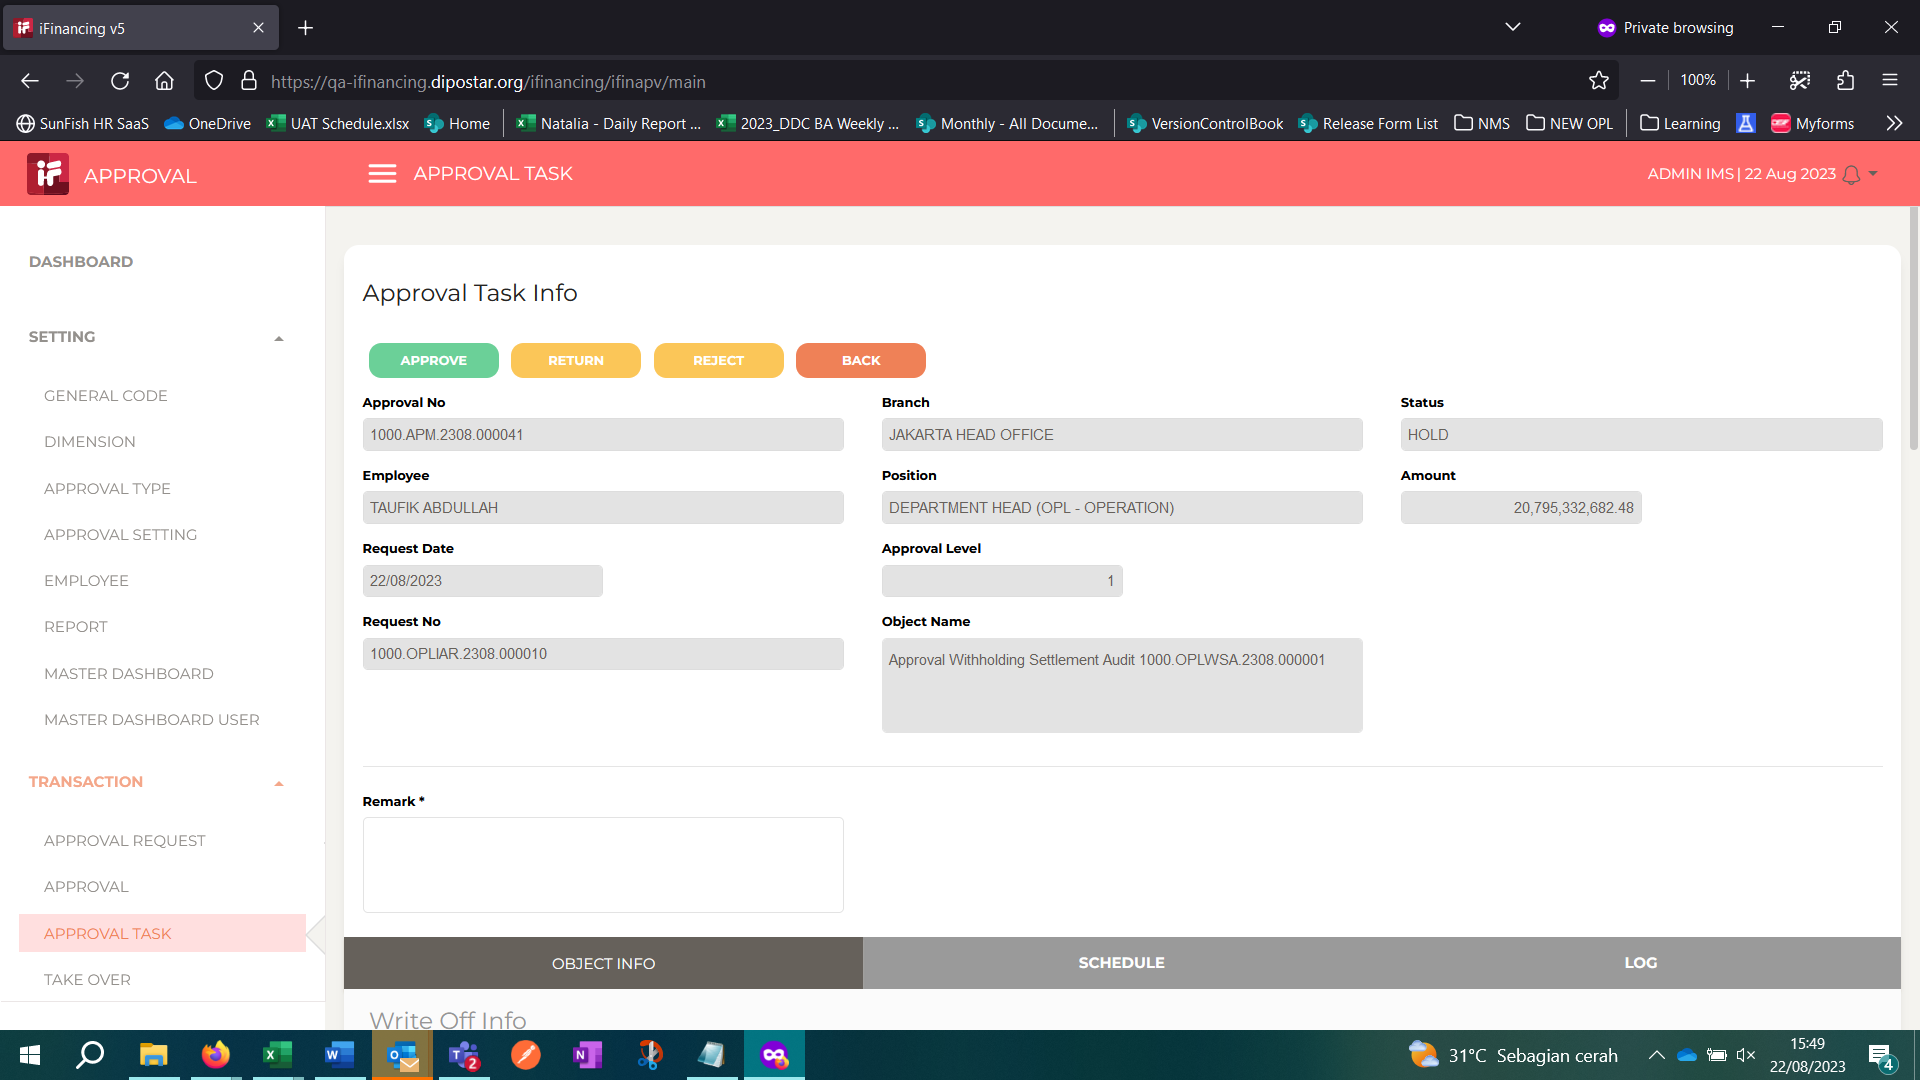 iFinancing v5
Private browsing
https://qa-ifinancing.dipostar.org/ifinancing/ifinapv/main
100%
SunFish HR SaaS
OneDrive
UAT Schedule.xlsx
Home
Natalia - Daily Report ...
2023_DDC BA Weekly ...
Monthly - All Docume...
VersionControlBook
Release Form List
NMS
NEW OPL
Learning
Myforms
iF APPROVAL
APPROVAL TASK
ADMIN IMS | 22 Aug 2023
DASHBOARD
SETTING
GENERAL CODE
DIMENSION
APPROVAL TYPE
APPROVAL SETTING
EMPLOYEE
REPORT
MASTER DASHBOARD
MASTER DASHBOARD USER
TRANSACTION
APPROVAL REQUEST
APPROVAL
APPROVAL TASK
TAKE OVER
Approval Task Info
APPROVE
RETURN
REJECT
BACK
Approval No
1000.APM.2308.000041
Branch
JAKARTA HEAD OFFICE
Status
HOLD
Employee
TAUFIK ABDULLAH
Position
DEPARTMENT HEAD (OPL - OPERATION)
Amount
20,795,332,682.48
Request Date
22/08/2023
Approval Level
1
Request No
1000.OPLIAR.2308.000010
Object Name
Approval Withholding Settlement Audit 1000.OPLWSA.2308.000001
Remark *
OBJECT INFO
SCHEDULE
LOG
Write Off Info
2
31°C Sebagian cerah
15:49
22/08/2023
4